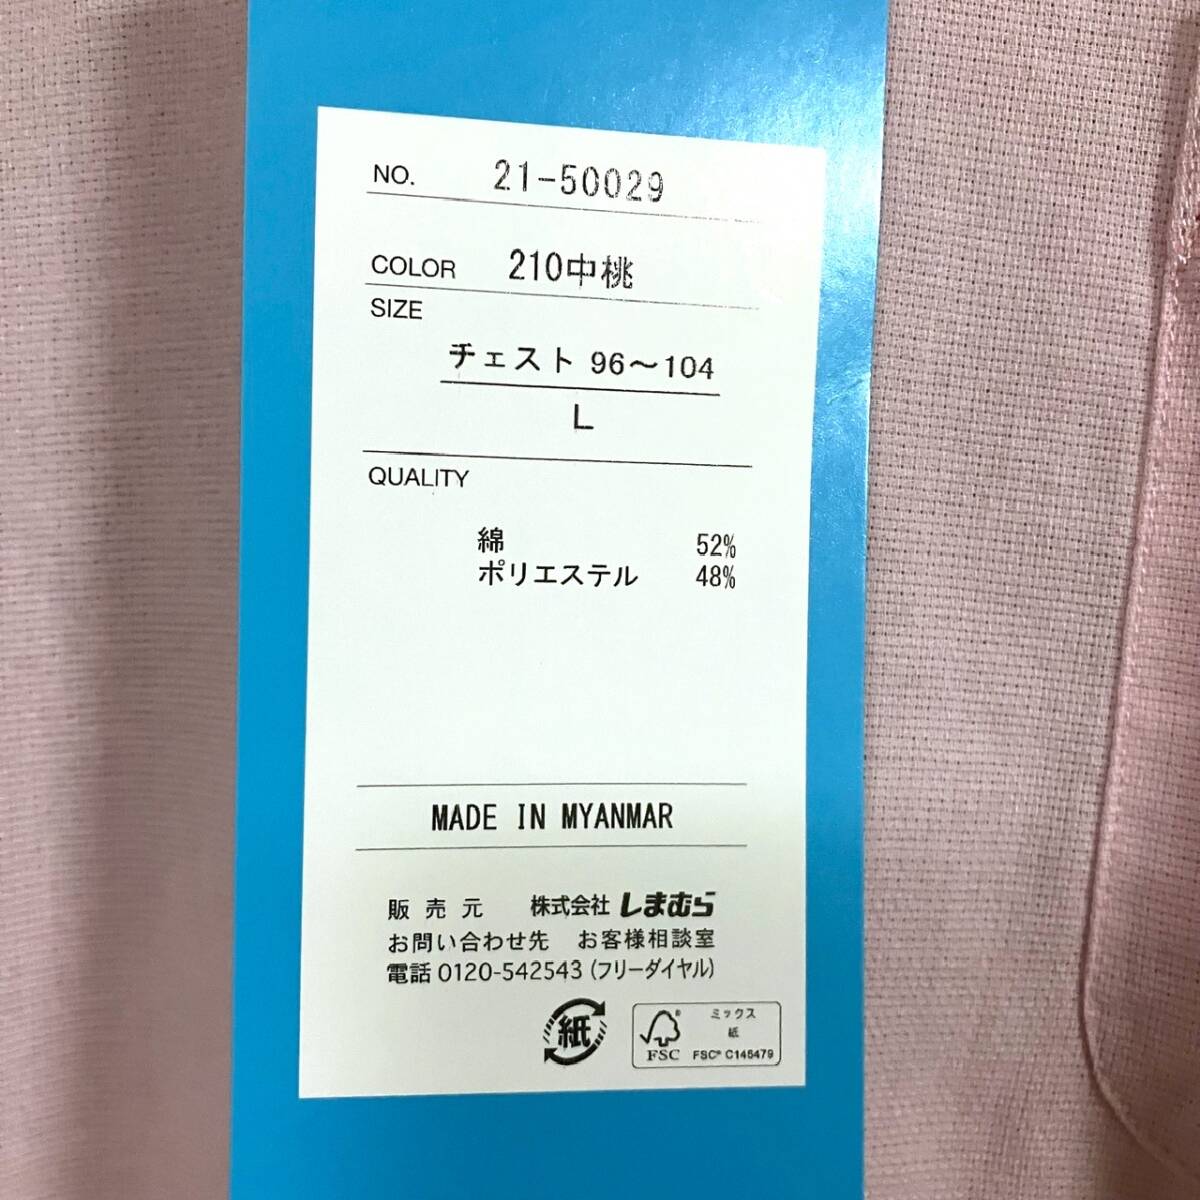 NO. 21-50029
COLOR 210中桃
SIZE
チェスト 96～104
L
QUALITY
綿 52%
ポリエステル 48%
MADE IN MYANMAR
販売元 株式会社 しまむら
お問い合わせ先 お客様相談室
電話 0120-542543 (フリーダイヤル)
紙
ミックス
紙
FSC
FSC® C145479